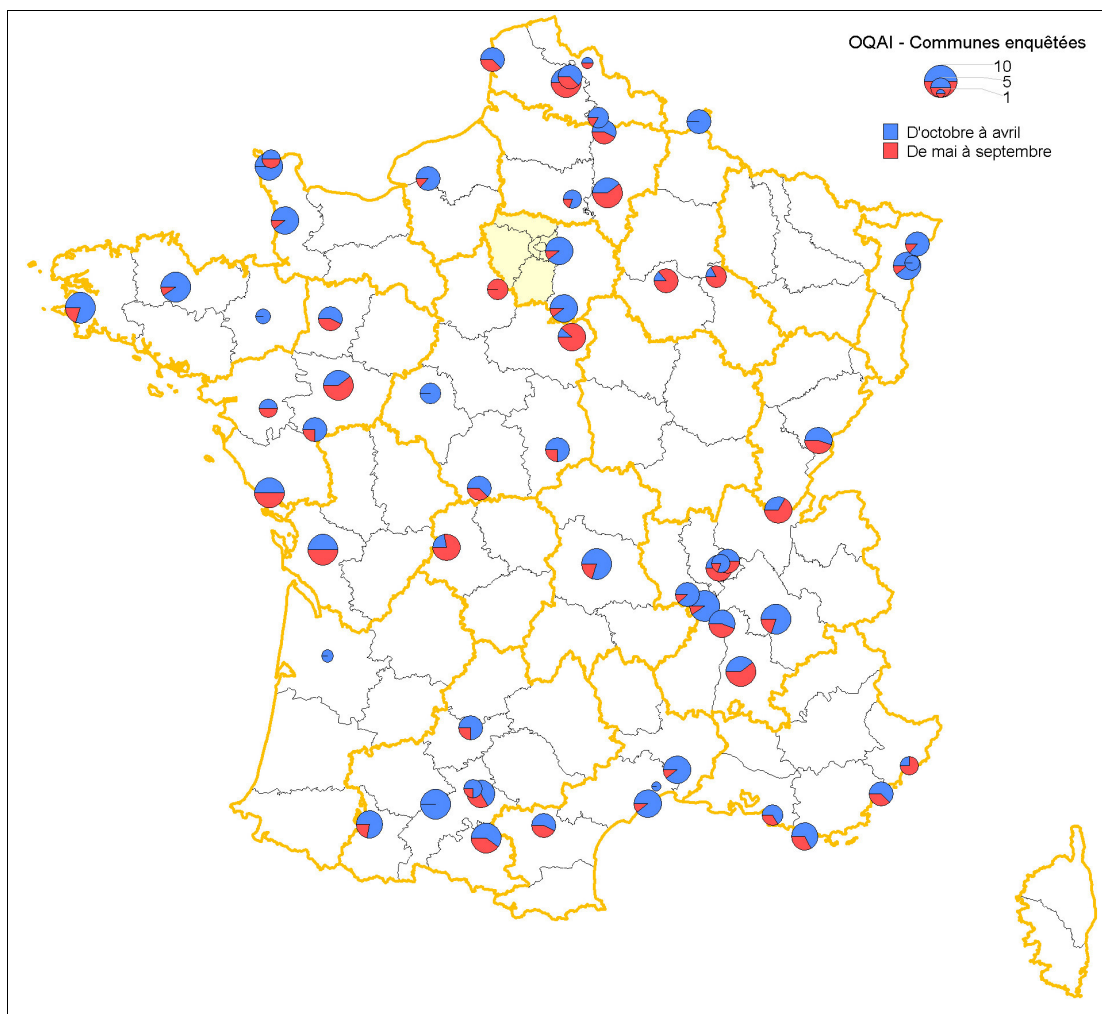 OQAI - Communes enquêtées
10
5
1
D'octobre à avril
De mai à septembre